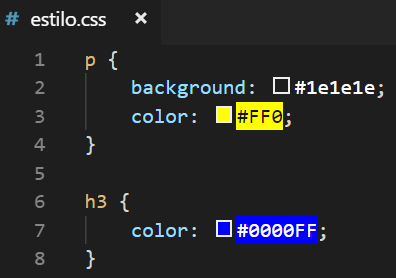 # estilo.css ×
1 p {
2 background: #1e1e1e;
3 color: #FF0;
4 }
5
6 h3 {
7 color: #0000FF;
8 }